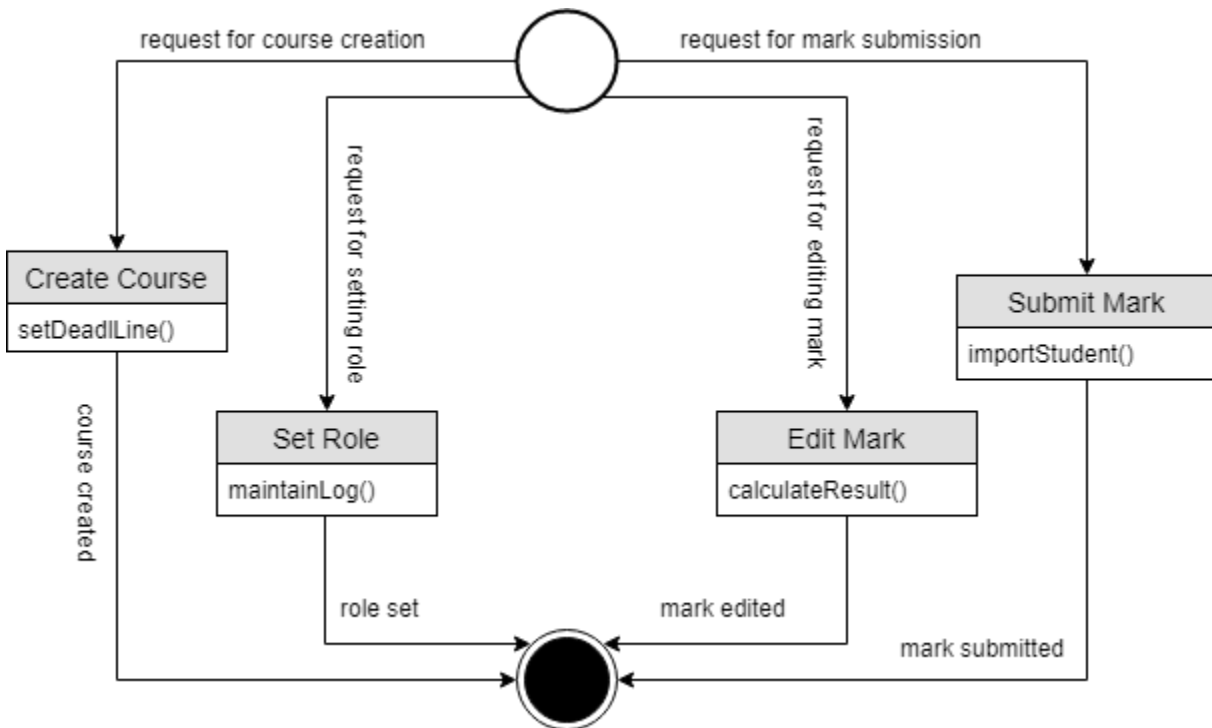 request for course creation
request for mark submission
request for setting role
request for editing mark
Create Course
setDeadlLine()
Submit Mark
importStudent()
Set Role
maintainLog()
Edit Mark
calculateResult()
course created
role set
mark edited
mark submitted